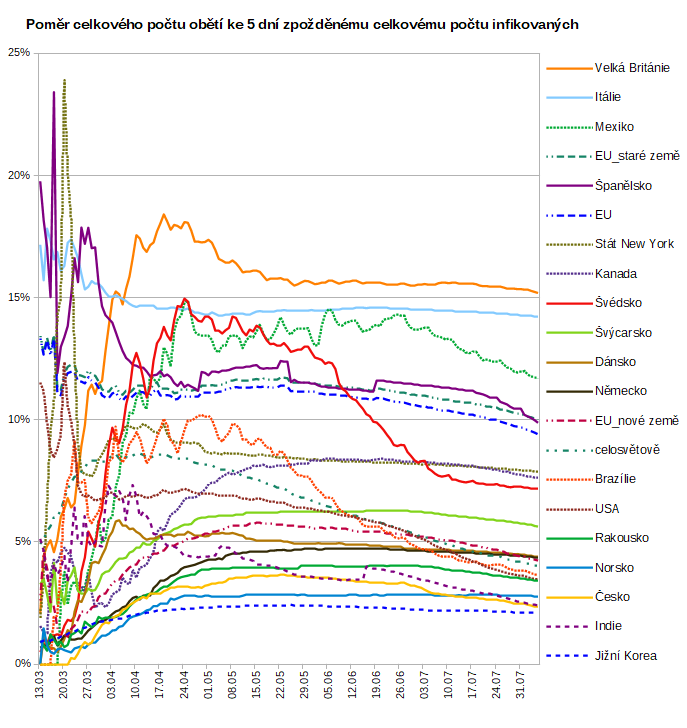 Poměr celkového počtu obětí ke 5 dní zpožděnému celkovému počtu infikovaných
25%
20%
15%
10%
5%
0%
13.03
20.03
27.03
03.04
10.04
17.04
24.04
01.05
08.05
15.05
22.05
29.05
05.06
12.06
19.06
26.06
03.07
10.07
17.07
24.07
31.07
Velká Británie
Itálie
Mexiko
EU_staré země
Španělsko
EU
Stát New York
Kanada
Švédsko
Švýcarsko
Dánsko
Německo
EU_nové země
celosvětově
Brazílie
USA
Rakousko
Norsko
Česko
Indie
Jižní Korea